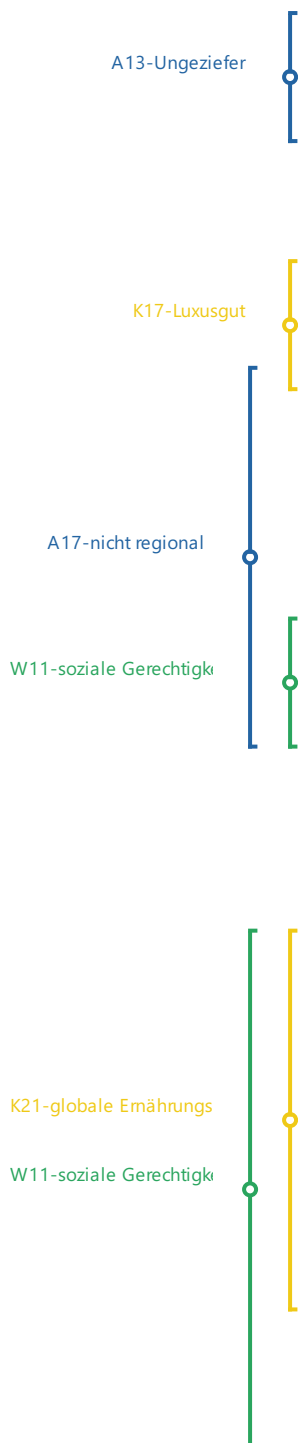 A13-Ungeziefer
K17-Luxusgut
A17-nicht regional
W11-soziale Gerechtigke
K21-globale Ernährungs
W11-soziale Gerechtigke